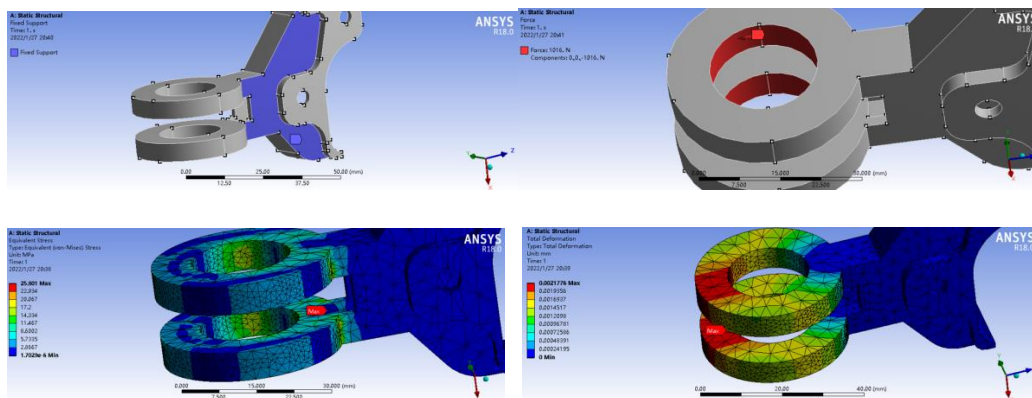 A: Static Structural
Fixed Support
Time: 1. s
2022/1/27 20:40
Fixed Support
ANSYS
R18.0
0.00
25.00
50.00 (mm)
12.50
37.50
Y
Z
X
A: Static Structural
Force
Time: 1. s
2022/1/27 20:41
Force: 1016. N
Components: 0.,0.,-1016. N
ANSYS
R18.0
0.000
15.000
30.000 (mm)
7.500
22.500
A: Static Structural
Equivalent Stress
Type: Equivalent (von-Mises) Stress
Unit: MPa
Time: 1
2022/1/27 20:39
25.801 Max
22.934
20.067
17.2
14.334
11.467
8.6002
5.7335
2.8667
1.7029e-6 Min
Max
ANSYS
R18.0
0.000
15.000
30.000 (mm)
7.500
22.500
A: Static Structural
Total Deformation
Type: Total Deformation
Unit: mm
Time: 1
2022/1/27 20:39
0.0021776 Max
0.0019356
0.0016937
0.0014517
0.0012098
0.00096781
0.00072586
0.00048391
0.00024195
0 Min
Max
ANSYS
R18.0
0.00
20.00
40.00 (mm)